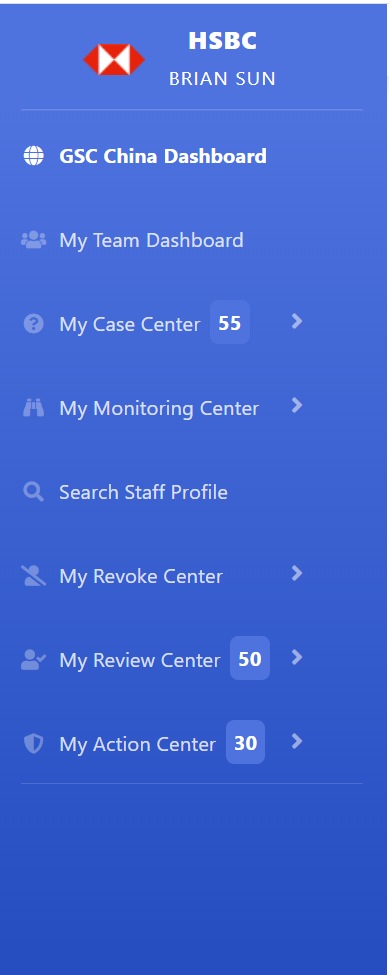 HSBC
BRIAN SUN
GSC China Dashboard
My Team Dashboard
My Case Center 55
My Monitoring Center
Search Staff Profile
My Revoke Center
My Review Center 50
My Action Center 30